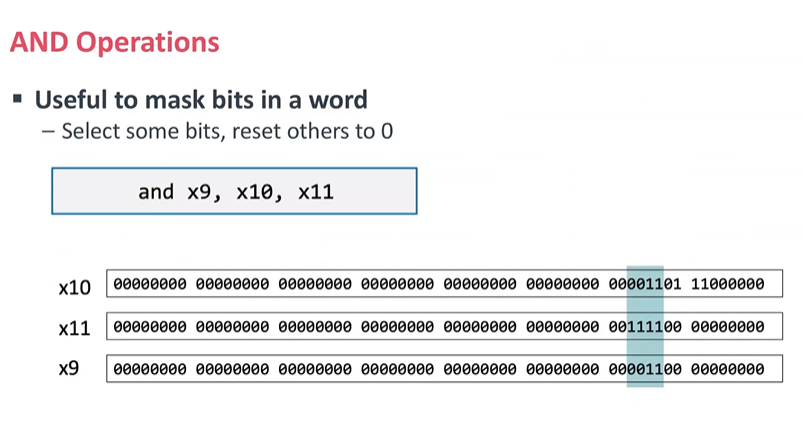 AND Operations
▪ Useful to mask bits in a word
– Select some bits, reset others to 0
and x9, x10, x11
x10 00000000 00000000 00000000 00000000 00000000 00000000 00001101 11000000
x11 00000000 00000000 00000000 00000000 00000000 00000000 00111100 00000000
x9 00000000 00000000 00000000 00000000 00000000 00000000 00001100 00000000